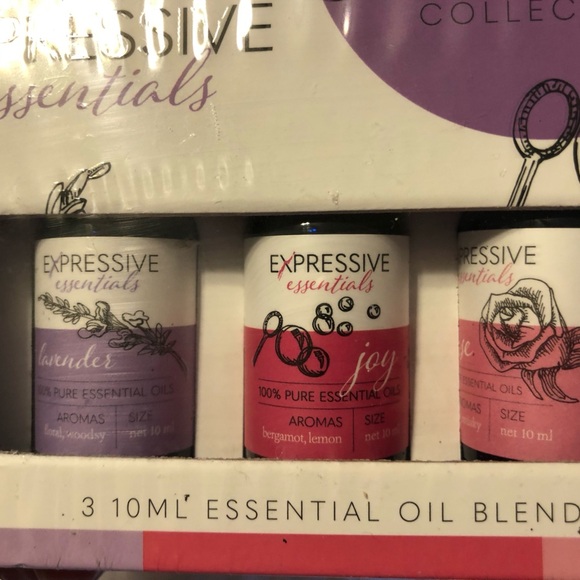 PRESSIVE
essentials
COLLEC
EXPRESSIVE
essentials
lavender
100% PURE ESSENTIAL OILS
AROMAS
floral, woodsy
SIZE
net 10 ml
EXPRESSIVE
essentials
joy
100% PURE ESSENTIAL OILS
AROMAS
bergamot, lemon
SIZE
net 10 ml
PRESSIVE
essentials
ESSENTIAL OILS
OMAS
SIZE
net 10 ml
3 10ML ESSENTIAL OIL BLEND